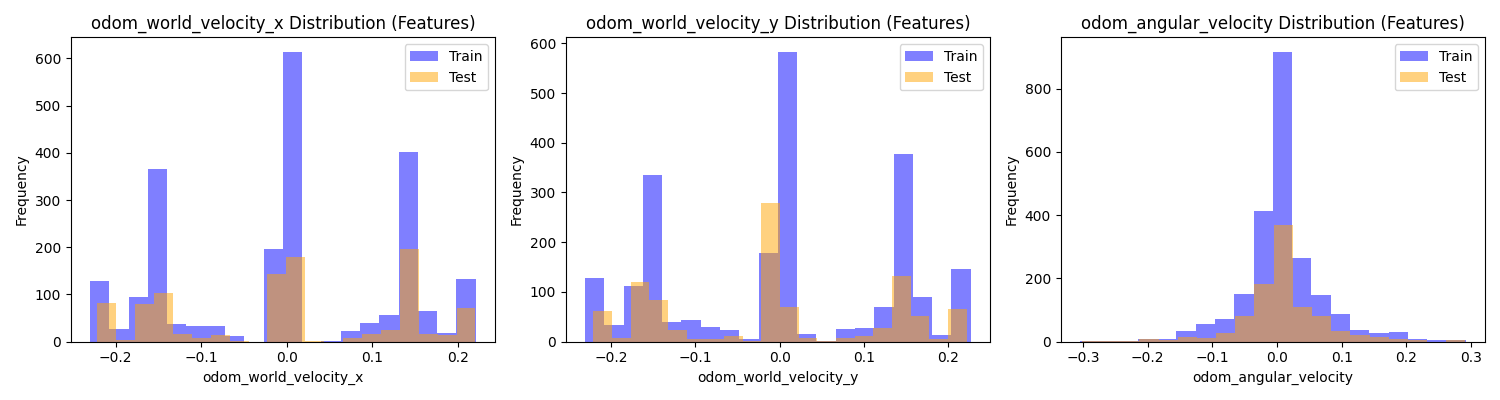 odom_world_velocity_x Distribution (Features)
600
500
400
300
200
100
0
Frequency
−0.2
−0.1
0.0
0.1
0.2
odom_world_velocity_x
Train
Test
odom_world_velocity_y Distribution (Features)
600
500
400
300
200
100
0
Frequency
−0.2
−0.1
0.0
0.1
0.2
odom_world_velocity_y
Train
Test
odom_angular_velocity Distribution (Features)
800
600
400
200
0
Frequency
−0.3
−0.2
−0.1
0.0
0.1
0.2
0.3
odom_angular_velocity
Train
Test